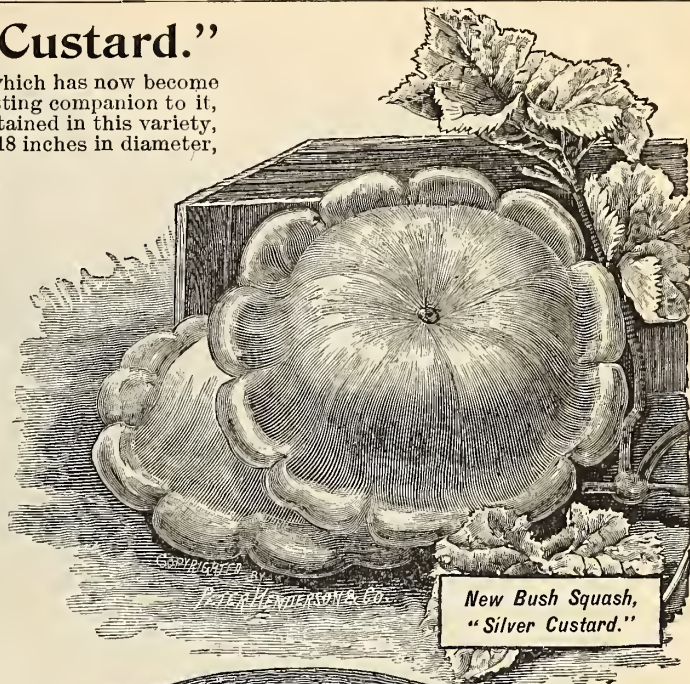 Custard.”
which has now become
sting companion to it,
tained in this variety,
18 inches in diameter,
COPYRIGHTED
BY
PETER HENDERSON & CO.
New Bush Squash,
“Silver Custard.”